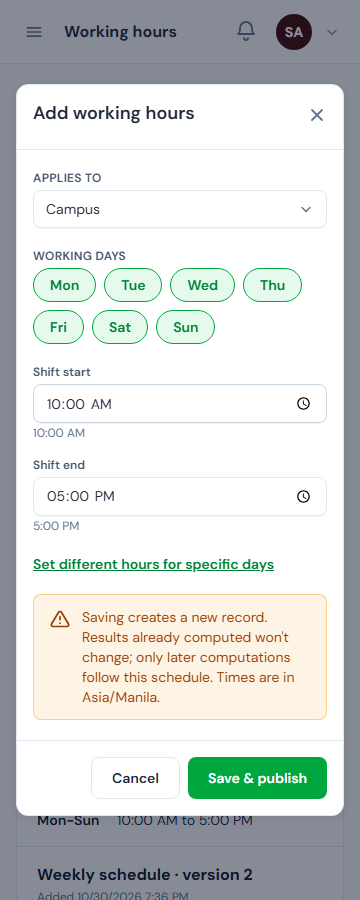 Working hours
SA
Add working hours
APPLIES TO
Campus
WORKING DAYS
Mon Tue Wed Thu
Fri Sat Sun
Shift start
10:00 AM
10:00 AM
Shift end
05:00 PM
5:00 PM
Set different hours for specific days
Saving creates a new record.
Results already computed won't
change; only later computations
follow this schedule. Times are in
Asia/Manila.
Cancel Save & publish
Mon-Sun 10:00 AM to 5:00 PM
Weekly schedule · version 2
Added 10/30/2026 7:36 PM